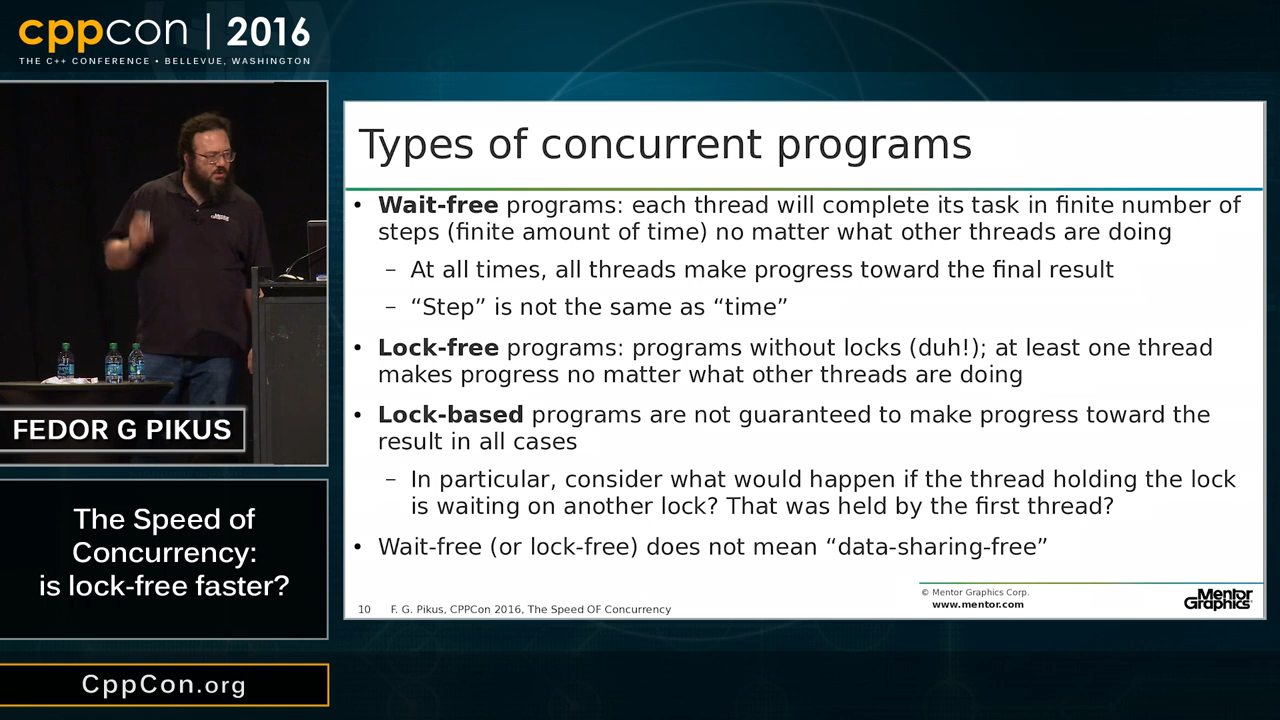 cppcon | 2016
THE C++ CONFERENCE • BELLEVUE, WASHINGTON
FEDOR G PIKUS
The Speed of
Concurrency:
is lock-free faster?
CppCon.org
Types of concurrent programs
• Wait-free programs: each thread will complete its task in finite number of
steps (finite amount of time) no matter what other threads are doing
– At all times, all threads make progress toward the final result
– “Step” is not the same as “time”
• Lock-free programs: programs without locks (duh!); at least one thread
makes progress no matter what other threads are doing
• Lock-based programs are not guaranteed to make progress toward the
result in all cases
– In particular, consider what would happen if the thread holding the lock
is waiting on another lock? That was held by the first thread?
• Wait-free (or lock-free) does not mean “data-sharing-free”
10 F. G. Pikus, CPPCon 2016, The Speed OF Concurrency
© Mentor Graphics Corp.
www.mentor.com
Mentor
Graphics